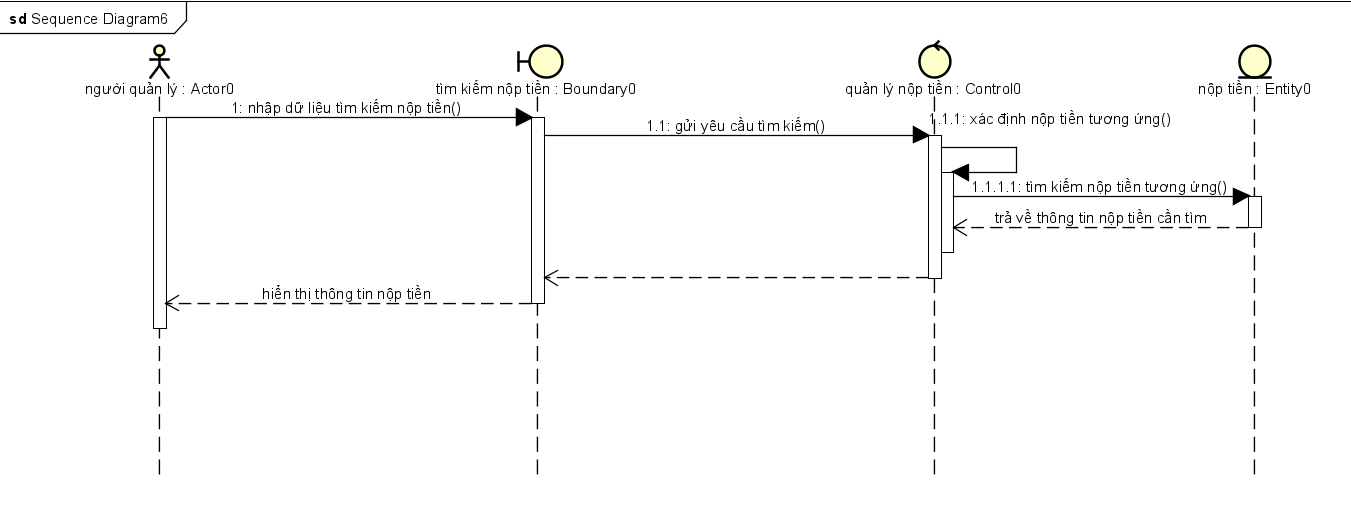 sd Sequence Diagram6
người quản lý : Actor0
tìm kiếm nộp tiền : Boundary0
quản lý nộp tiền : Control0
nộp tiền : Entity0
1: nhập dữ liệu tìm kiếm nộp tiền()
1.1: gửi yêu cầu tìm kiếm()
1.1.1: xác định nộp tiền tương ứng()
1.1.1.1: tìm kiếm nộp tiền tương ứng()
trả về thông tin nộp tiền cần tìm
hiển thị thông tin nộp tiền